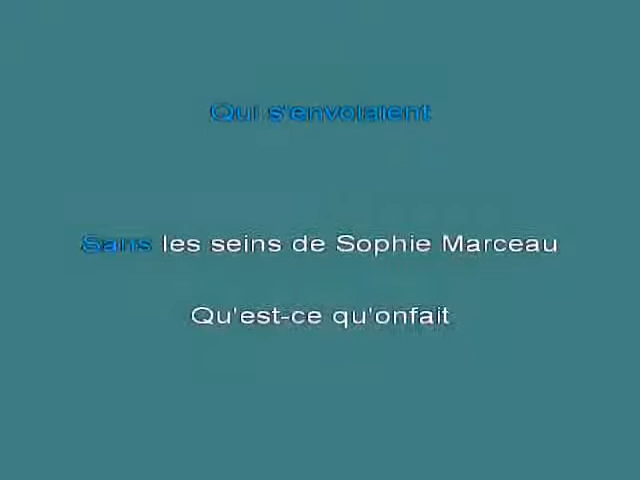 Qui s'envolaient
Sans les seins de Sophie Marceau
Qu'est-ce qu'onfait